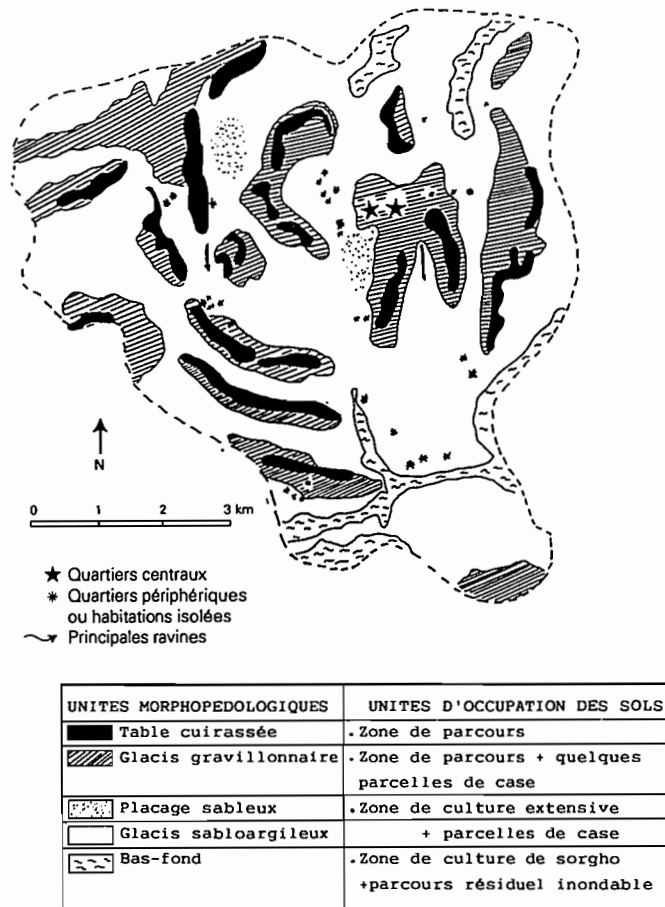 N
0 1 2 3 km
★ Quartiers centraux
* Quartiers périphériques
ou habitations isolées
Principales ravines
UNITES MORPHOPEDOLOGIQUES UNITES D'OCCUPATION DES SOLS
Table cuirassée .Zone de parcours
Glacis gravillonnaire .Zone de parcours + quelques
parcelles de case
Placage sableux .Zone de culture extensive
Glacis sabloargileux + parcelles de case
Bas-fond .Zone de culture de sorgho
+parcours résiduel inondable